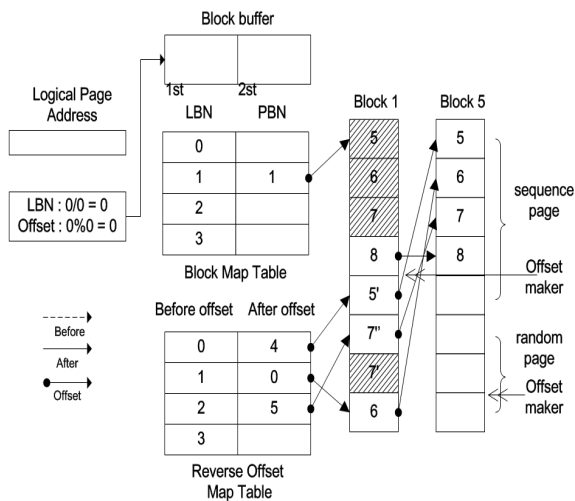 Block buffer
1st 2st
Logical Page
Address
LBN : 0/0 = 0
Offset : 0%0 = 0
LBN PBN
0
1 1
2
3
Block Map Table
Before
After
Offset
Before offset After offset
0 4
1 0
2 5
3
Reverse Offset
Map Table
Block 1
5
6
7
8
5'
7"
7'
6
Block 5
5
6
7
8
sequence
page
Offset
maker
random
page
Offset
maker